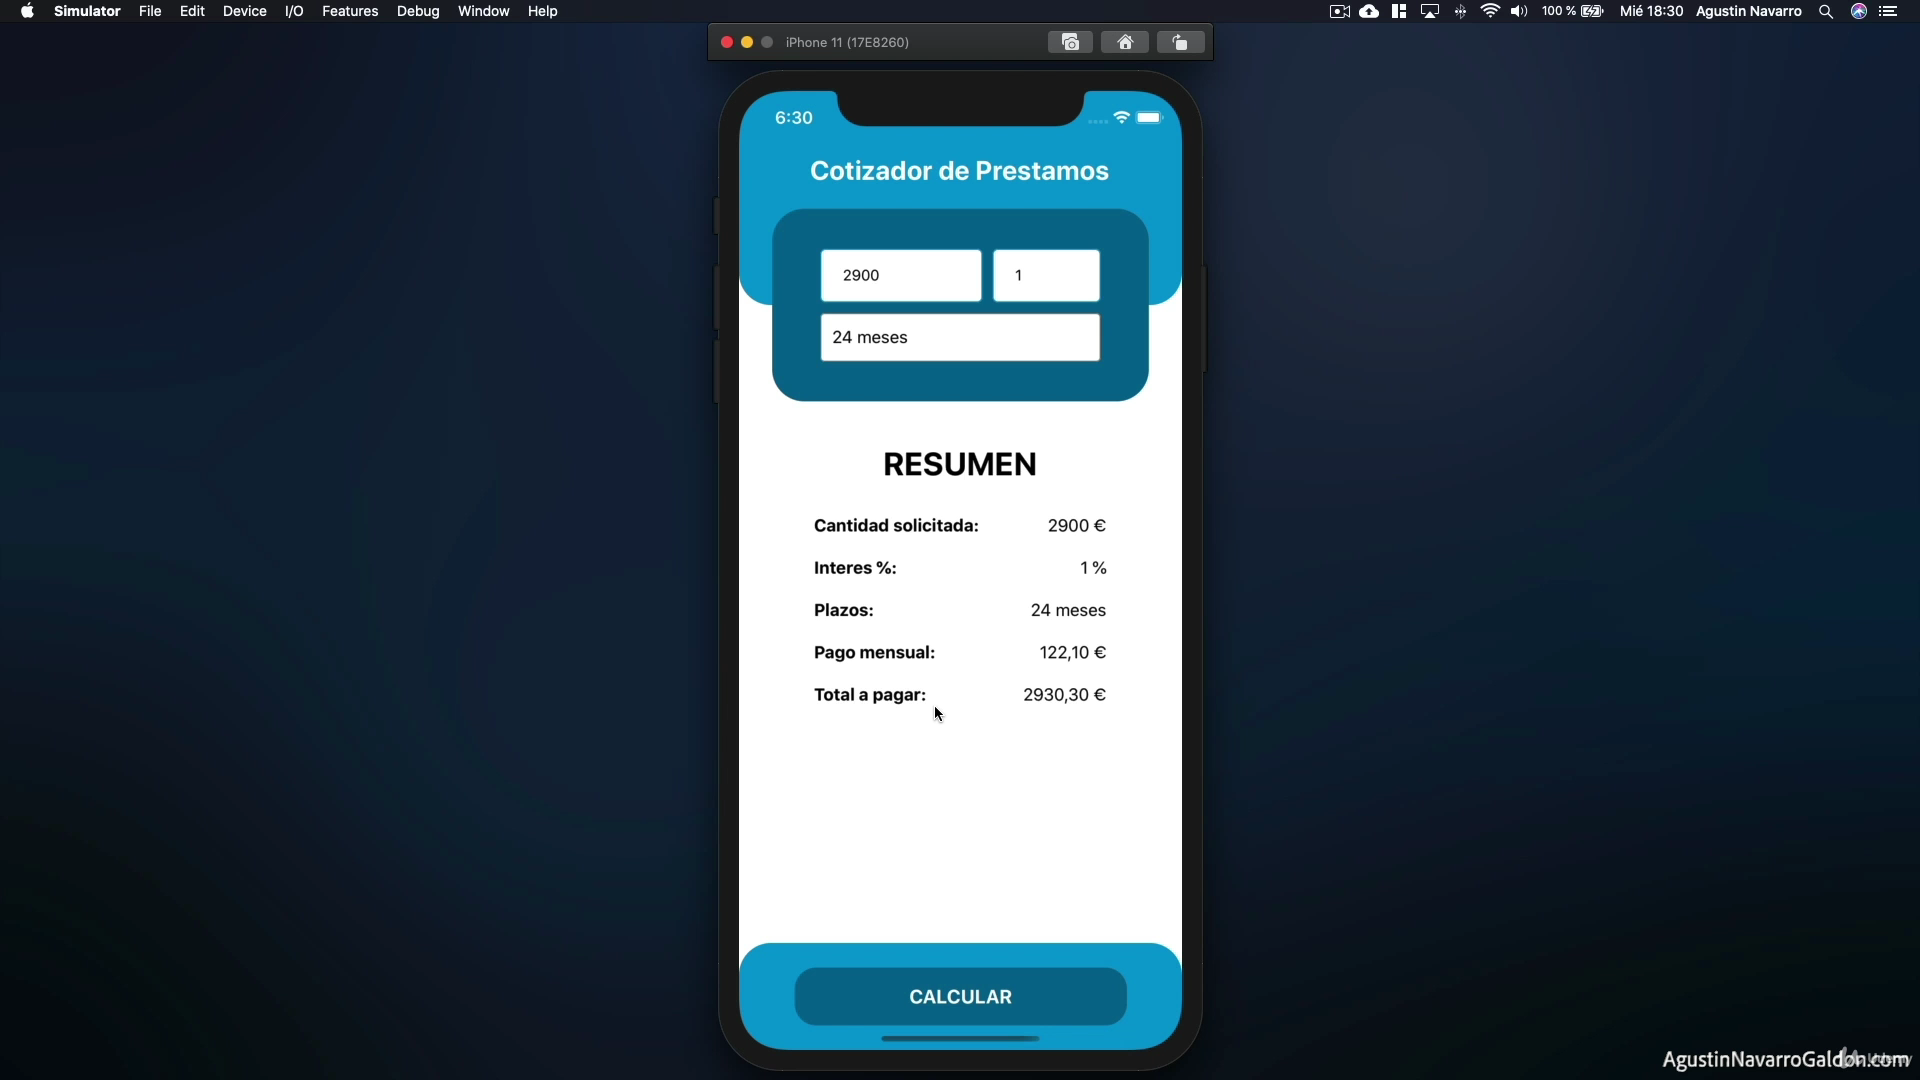 Simulator File Edit Device I/O Features Debug Window Help 100 % Mié 18:30 Agustin Navarro
iPhone 11 (17E8260)
6:30
Cotizador de Prestamos
2900 1
24 meses
RESUMEN
Cantidad solicitada: 2900 €
Interes %: 1 %
Plazos: 24 meses
Pago mensual: 122,10 €
Total a pagar: 2930,30 €
CALCULAR
AgustinNavarroGaldon.com